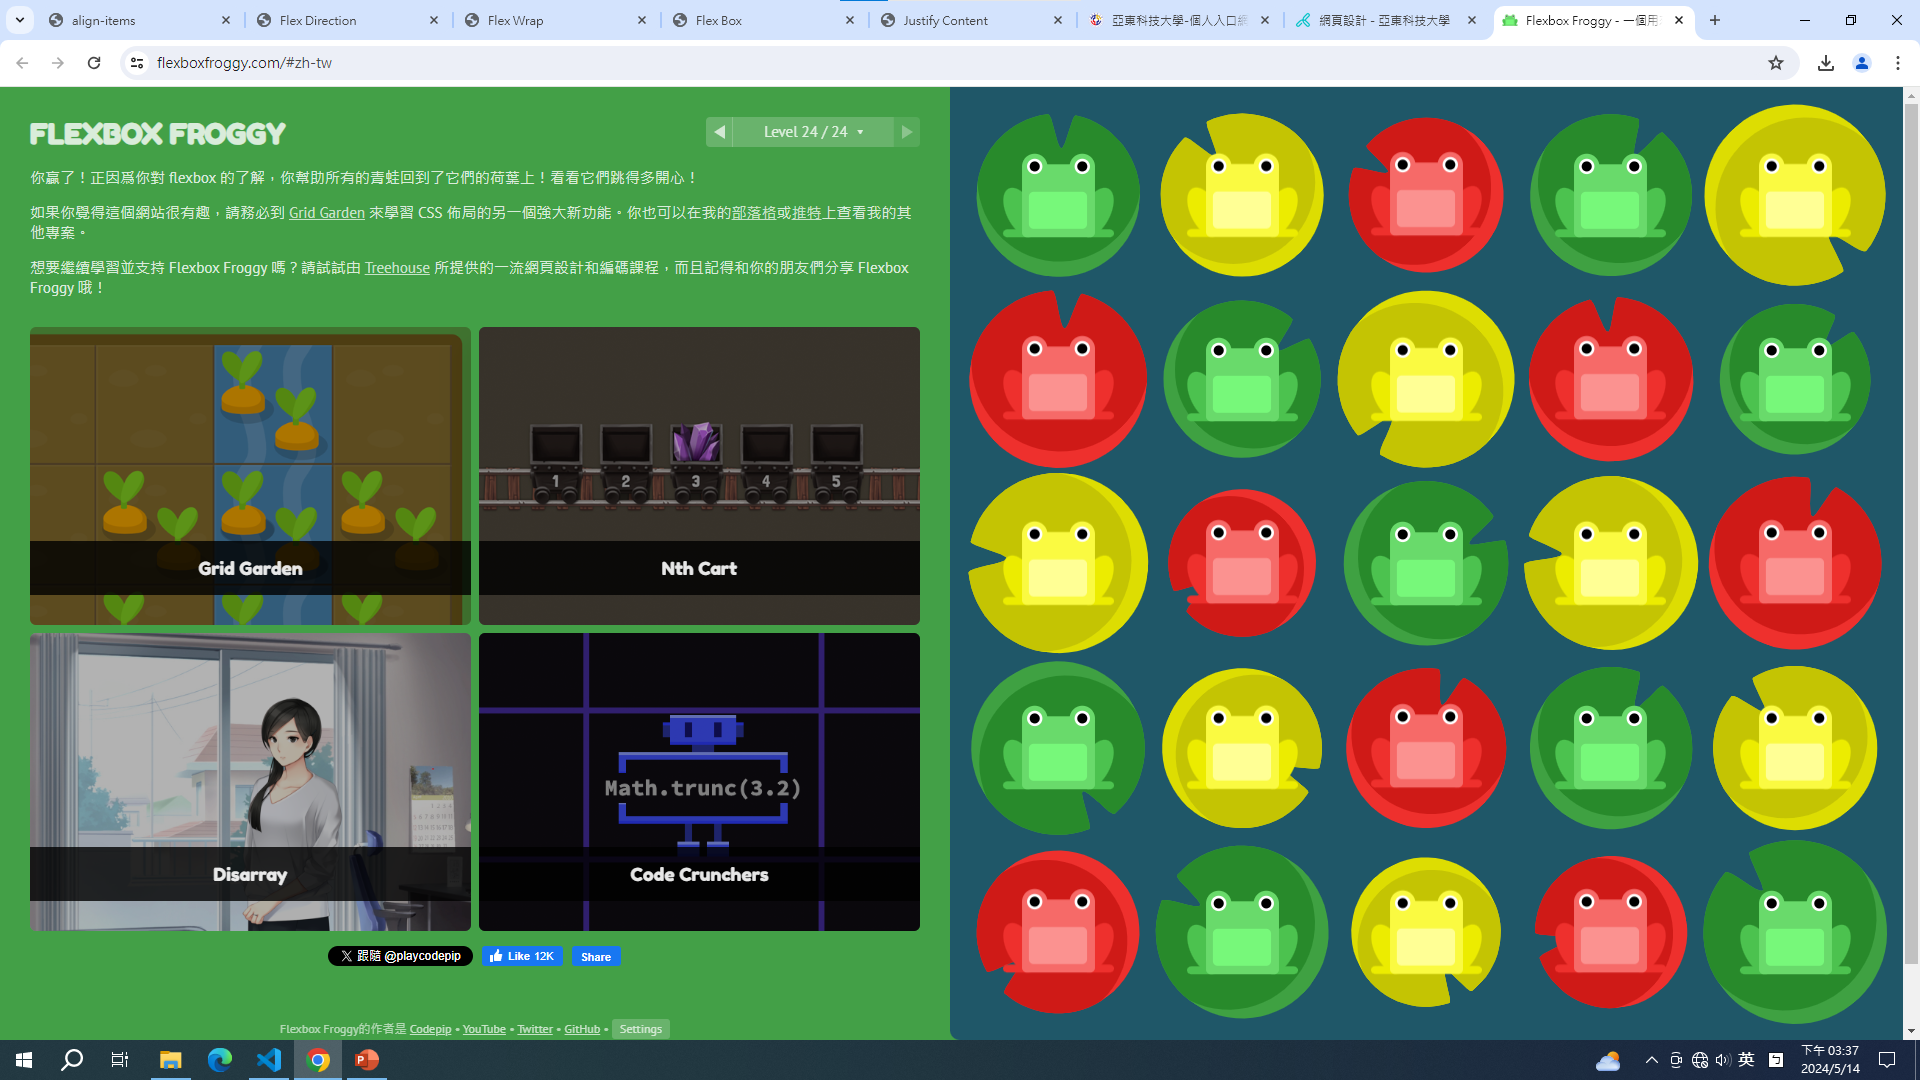 align-items
Flex Direction
Flex Wrap
Flex Box
Justify Content
亞東科技大學-個人入口
網頁設計 - 亞東科技大學
Flexbox Froggy - 一個用
flexboxfroggy.com/#zh-tw
FLEXBOX FROGGY
Level 24 / 24
你贏了！正因爲你對 flexbox 的了解，你幫助所有的青蛙回到了它們的荷葉上！看看它們跳得多開心！
如果你覺得這個網站很有趣，請務必到 Grid Garden 來學習 CSS 佈局的另一個強大新功能。你也可以在我的部落格或推特上查看我的其
他專案。
想要繼續學習並支持 Flexbox Froggy 嗎？請試試由 Treehouse 所提供的一流網頁設計和編碼課程，而且記得和你的朋友們分享 Flexbox
Froggy 哦！
1 2 3 4 5
Grid Garden
Nth Cart
Math.trunc(3.2)
Disarray
Code Crunchers
跟隨 @playcodepip
Like 12K
Share
Flexbox Froggy的作者是 Codepip • YouTube • Twitter • GitHub • Settings
英
下午 03:37
2024/5/14